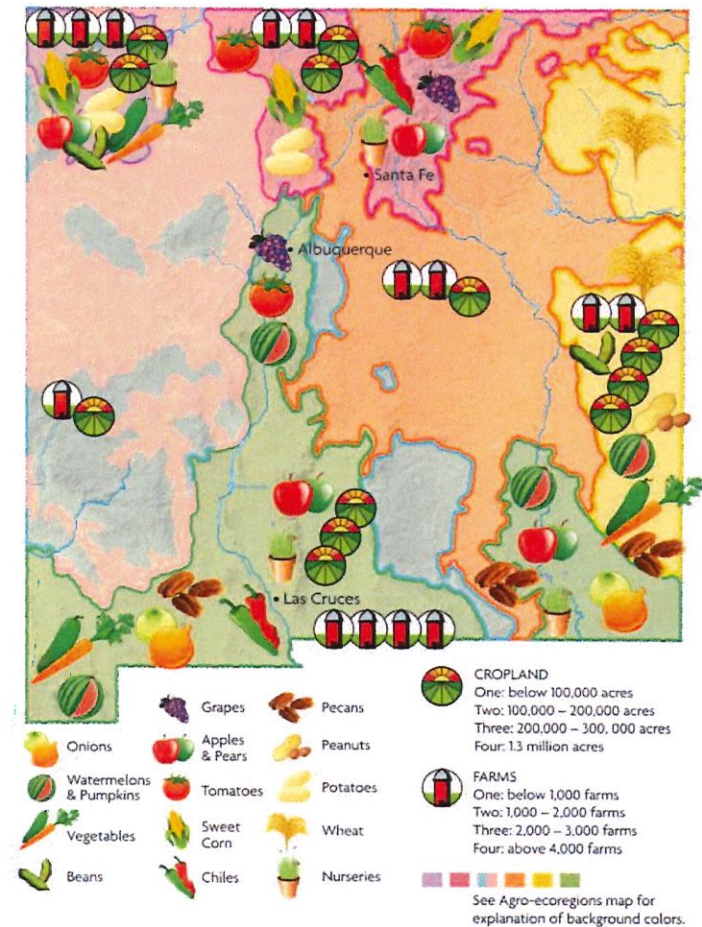 Santa Fe
Albuquerque
Las Cruces
Grapes
Pecans
Onions
Apples
& Pears
Peanuts
Watermelons
& Pumpkins
Tomatoes
Potatoes
Vegetables
Sweet
Corn
Wheat
Beans
Chiles
Nurseries
CROPLAND
One: below 100,000 acres
Two: 100,000 – 200,000 acres
Three: 200,000 – 300, 000 acres
Four: 1.3 million acres
FARMS
One: below 1,000 farms
Two: 1,000 – 2,000 farms
Three: 2,000 – 3,000 farms
Four: above 4,000 farms
See Agro-ecoregions map for
explanation of background colors.